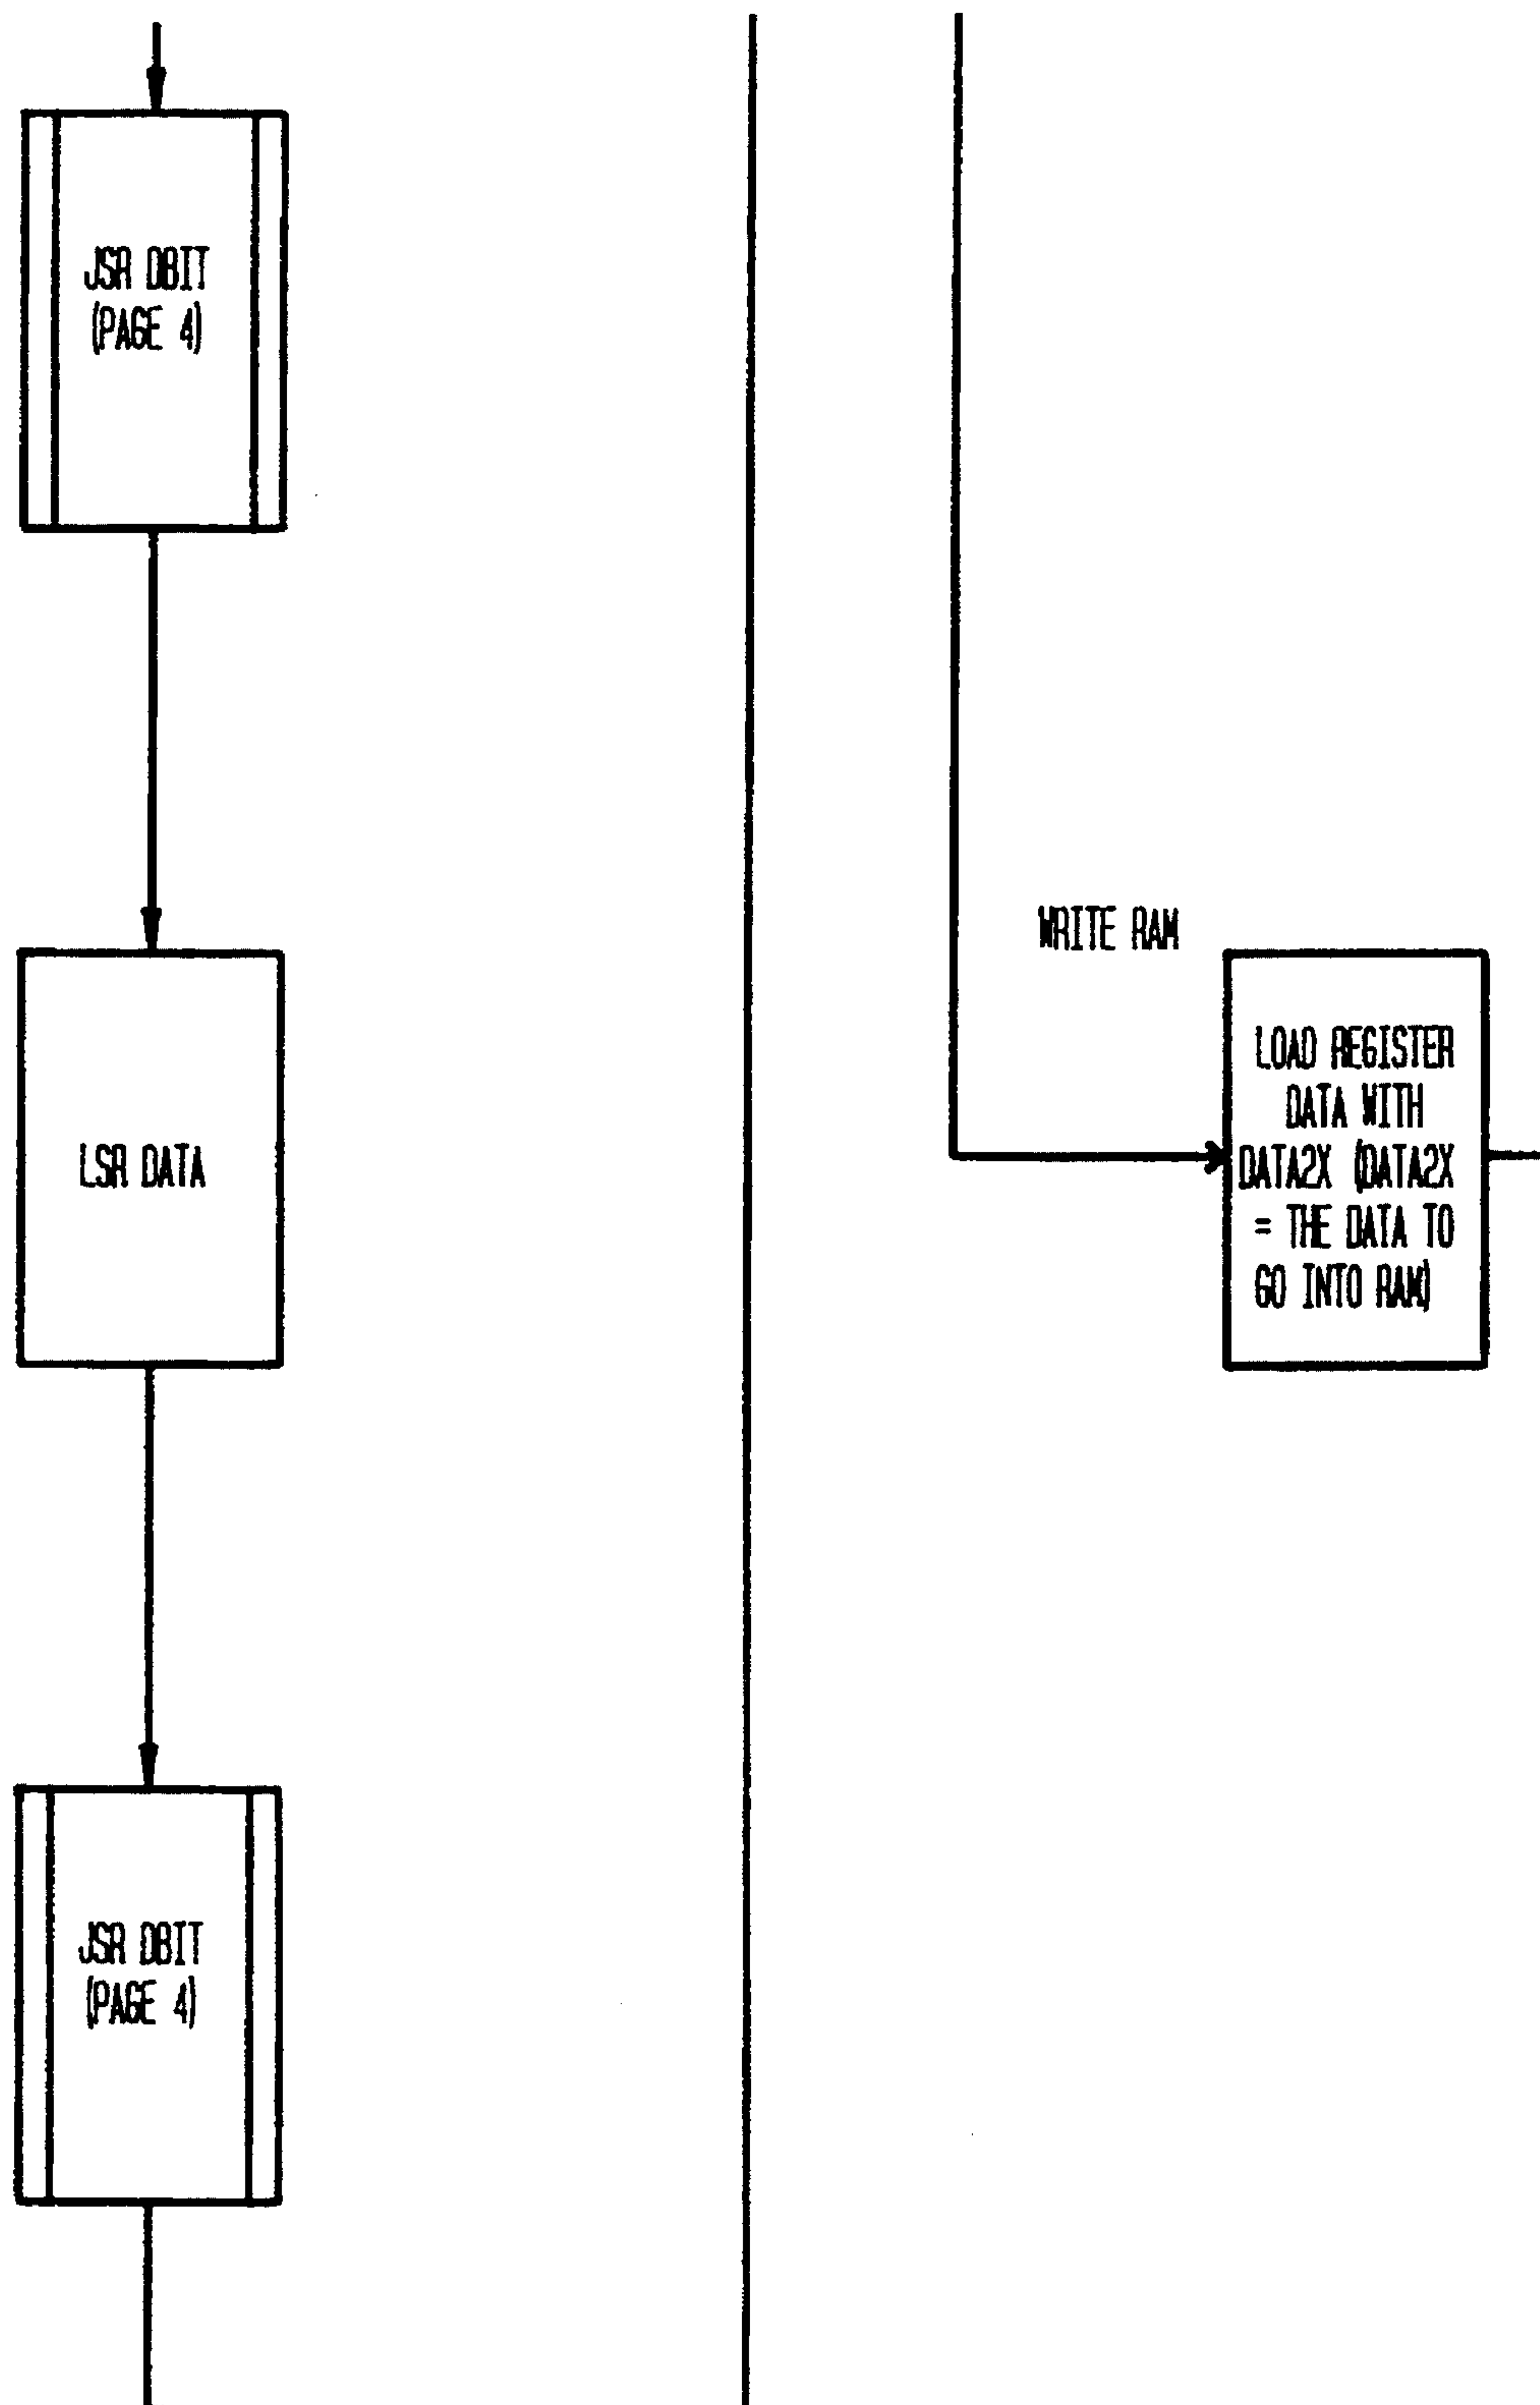 JSR DBIT
(PAGE 4)
LSR DATA
JSR DBIT
(PAGE 4)
WRITE RAM
LOAD REGISTER
DATA WITH
DATA2X (DATA2X
= THE DATA TO
GO INTO RAM)